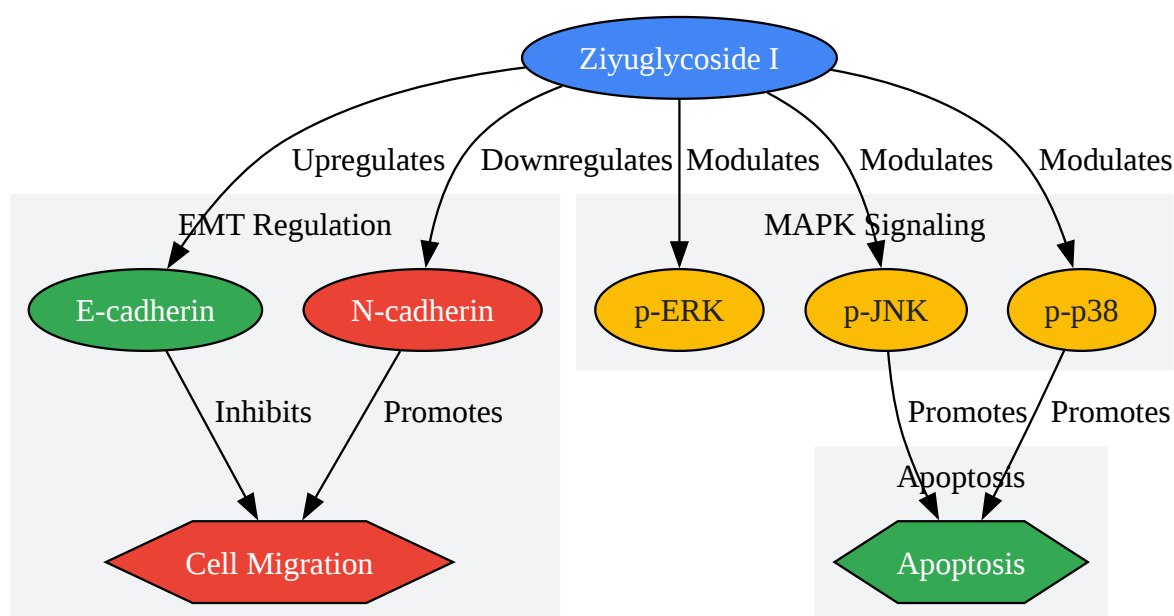 Ziyuglycoside I
Upregulates
Downregulates
Modulates
Modulates
Modulates
EMT Regulation
MAPK Signaling
E-cadherin
N-cadherin
p-ERK
p-JNK
p-p38
Inhibits
Promotes
Promotes
Promotes
Apoptosis
Cell Migration
Apoptosis